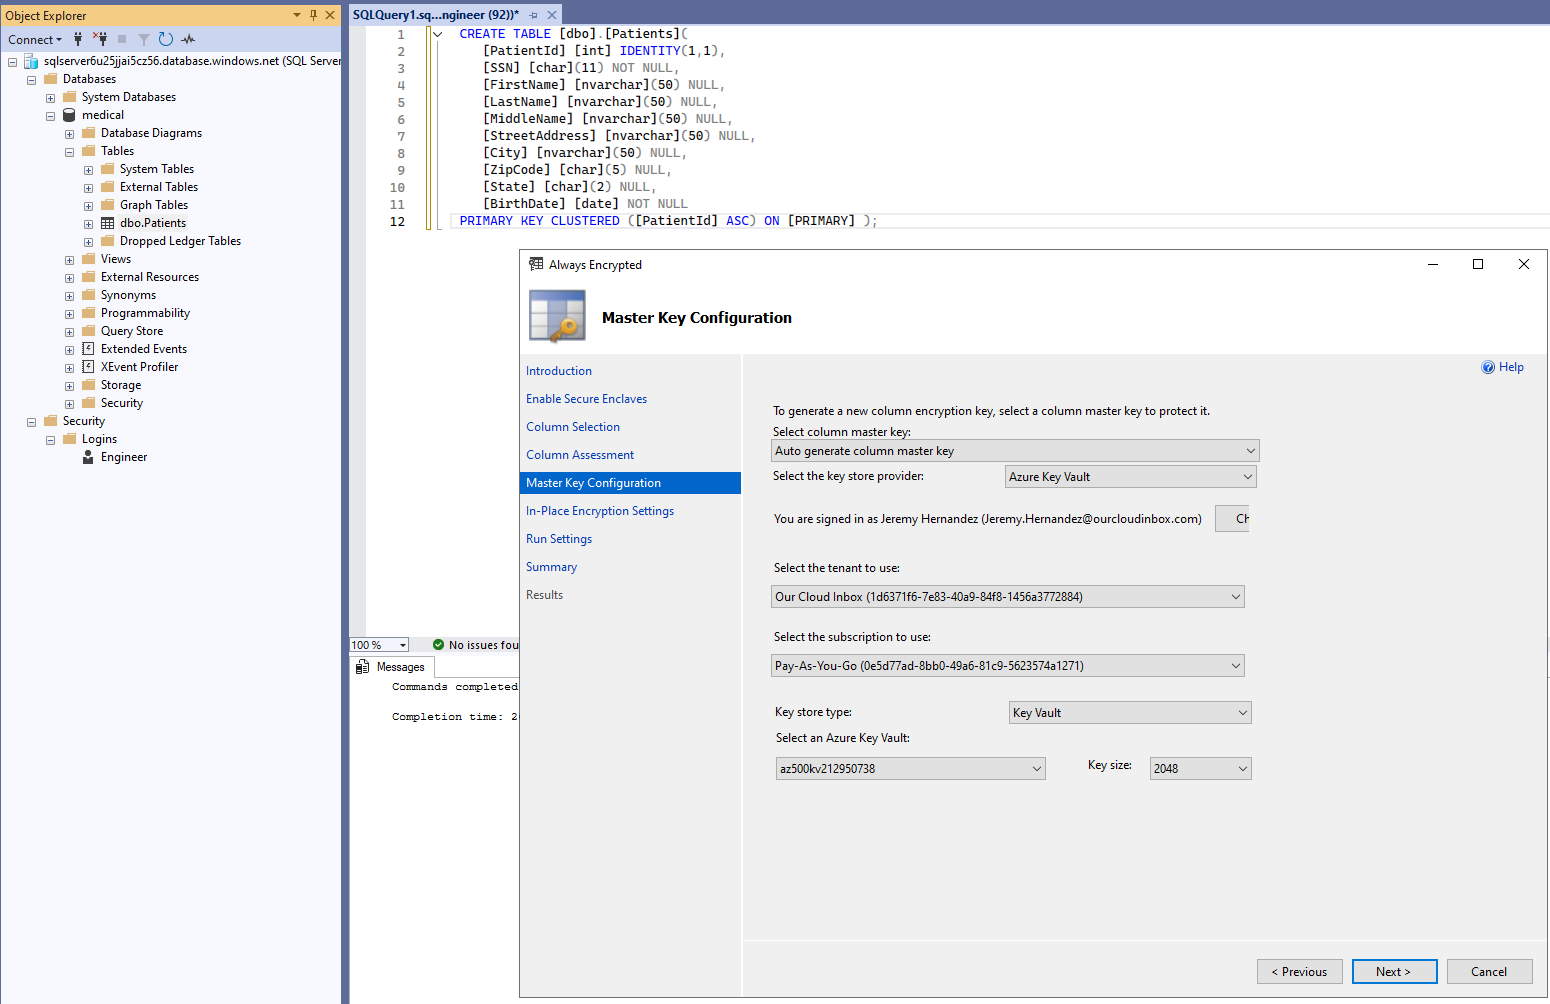 Object Explorer
Connect
sqlserver6u25jjai5cz56.database.windows.net (SQL Server
Databases
System Databases
medical
Database Diagrams
Tables
System Tables
External Tables
Graph Tables
dbo.Patients
Dropped Ledger Tables
Views
External Resources
Synonyms
Programmability
Query Store
Extended Events
XEvent Profiler
Storage
Security
Security
Logins
Engineer
SQLQuery1.sq...ngineer (92))*
1 CREATE TABLE [dbo].[Patients](
2 [PatientId] [int] IDENTITY(1,1),
3 [SSN] [char](11) NOT NULL,
4 [FirstName] [nvarchar](50) NULL,
5 [LastName] [nvarchar](50) NULL,
6 [MiddleName] [nvarchar](50) NULL,
7 [StreetAddress] [nvarchar](50) NULL,
8 [City] [nvarchar](50) NULL,
9 [ZipCode] [char](5) NULL,
10 [State] [char](2) NULL,
11 [BirthDate] [date] NOT NULL
12 PRIMARY KEY CLUSTERED ([PatientId] ASC) ON [PRIMARY] );
100 %
No issues fou
Messages
Commands completed
Completion time: 2
Always Encrypted
Master Key Configuration
Introduction
Enable Secure Enclaves
Column Selection
Column Assessment
Master Key Configuration
In-Place Encryption Settings
Run Settings
Summary
Results
Help
To generate a new column encryption key, select a column master key to protect it.
Select column master key:
Auto generate column master key
Select the key store provider: Azure Key Vault
You are signed in as Jeremy Hernandez (Jeremy.Hernandez@ourcloudinbox.com) Ch
Select the tenant to use:
Our Cloud Inbox (1d6371f6-7e83-40a9-84f8-1456a3772884)
Select the subscription to use:
Pay-As-You-Go (0e5d77ad-8bb0-49a6-81c9-5623574a1271)
Key store type: Key Vault
Select an Azure Key Vault:
az500kv212950738 Key size: 2048
< Previous Next > Cancel